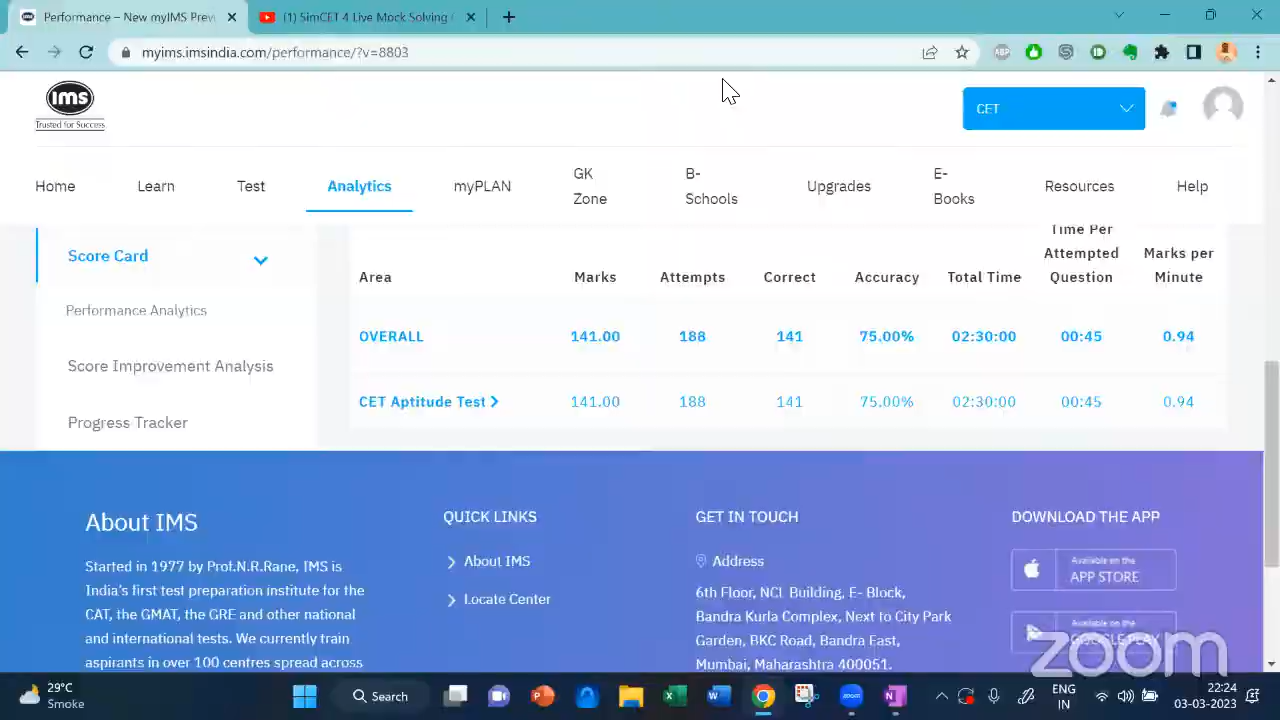 Performance – New myIMS Prev
(1) SimCET 4 Live Mock Solving
myims.imsindia.com/performance/?v=8803
ABP
ims
Trusted for Success
CET
Home
Learn
Test
Analytics
myPLAN
GK
Zone
B-
Schools
Upgrades
E-
Books
Resources
Help
Score Card
Performance Analytics
Score Improvement Analysis
Progress Tracker
Area
Marks
Attempts
Correct
Accuracy
Total Time
Time Per
Attempted
Question
Marks per
Minute
OVERALL
141.00
188
141
75.00%
02:30:00
00:45
0.94
CET Aptitude Test
141.00
188
141
75.00%
02:30:00
00:45
0.94
About IMS
Started in 1977 by Prof.N.R.Rane, IMS is
India's first test preparation institute for the
CAT, the GMAT, the GRE and other national
and international tests. We currently train
aspirants in over 100 centres spread across
QUICK LINKS
About IMS
Locate Center
GET IN TOUCH
Address
6th Floor, NCL Building, E- Block,
Bandra Kurla Complex, Next to City Park
Garden, BKC Road, Bandra East,
Mumbai, Maharashtra 400051.
DOWNLOAD THE APP
Available on the
APP STORE
Available on the
GOOGLE PLAY
zoom
29°C
Smoke
Search
zoom
ENG
IN
22:24
03-03-2023